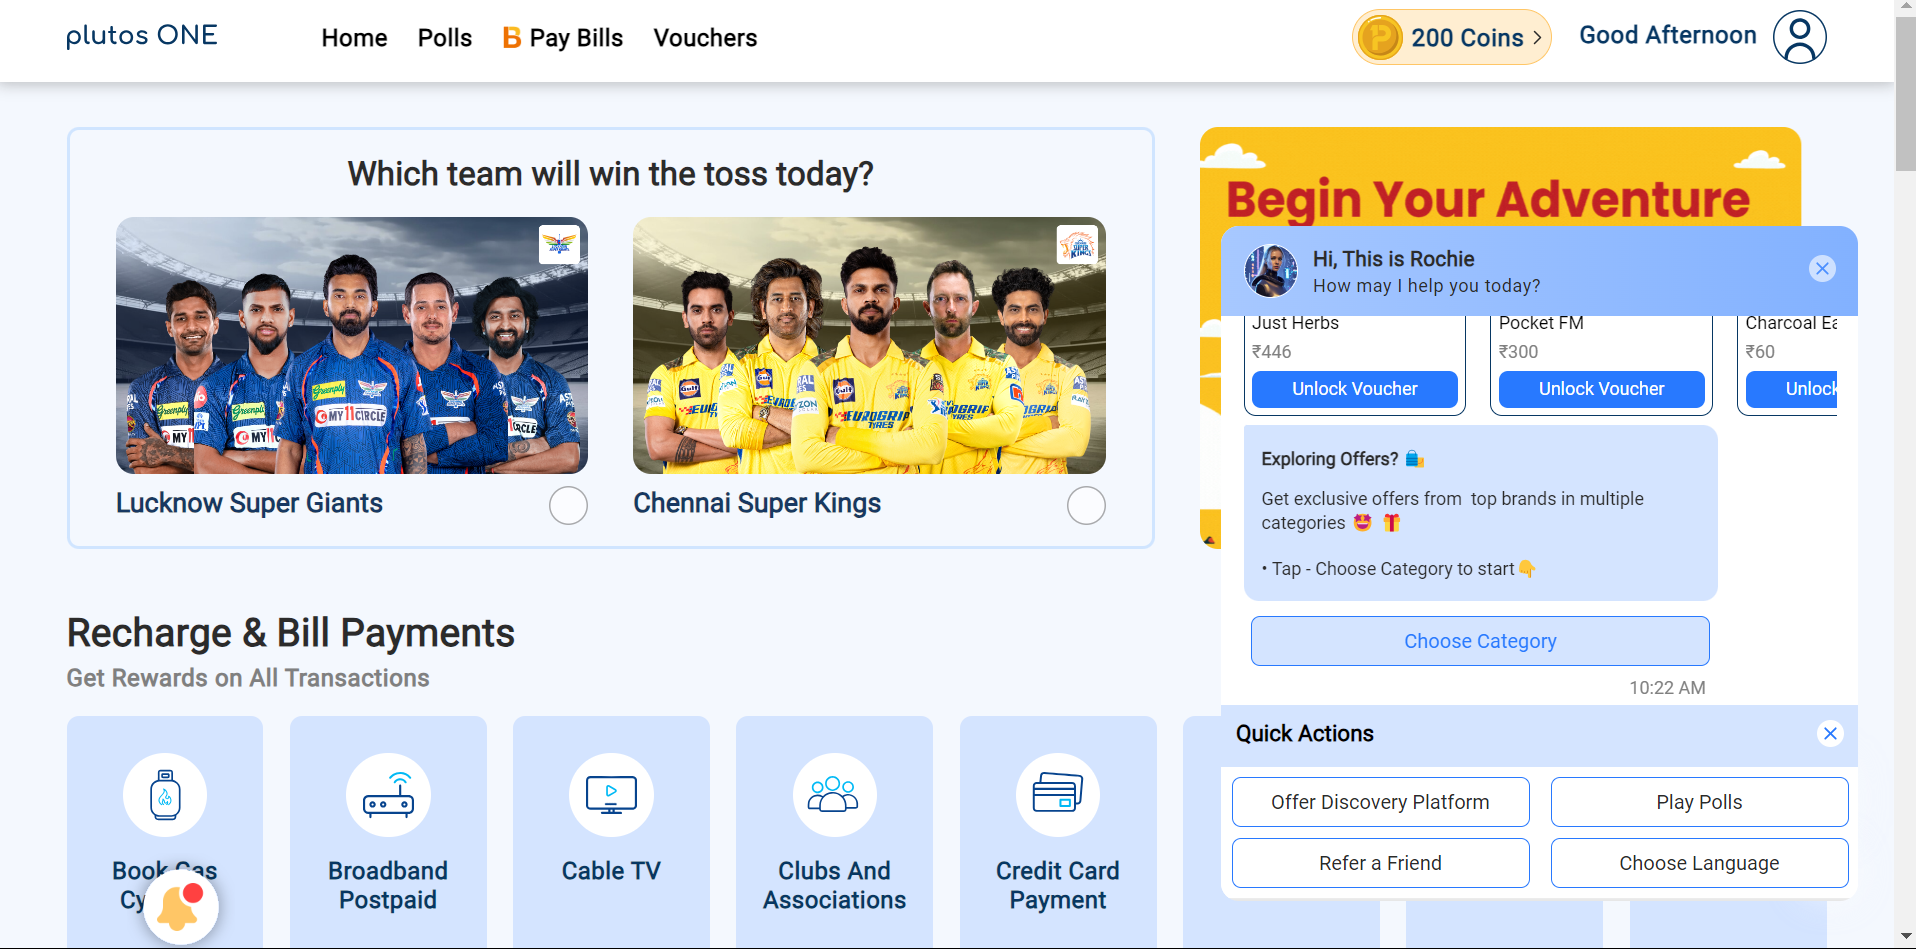 plutos ONE
Home
Polls
B Pay Bills
Vouchers
200 Coins
Good Afternoon
Which team will win the toss today?
Greenply
MY11CIRCLE
Lucknow Super Giants
Gulf
EUROGRIP
TYRES
Chennai Super Kings
Begin Your Adventure
Hi, This is Rochie
How may I help you today?
Just Herbs
₹446
Unlock Voucher
Pocket FM
₹300
Unlock Voucher
Charcoal Ea
₹60
Unlock
Exploring Offers?
Get exclusive offers from top brands in multiple
categories
• Tap - Choose Category to start
Choose Category
10:22 AM
Quick Actions
Offer Discovery Platform
Play Polls
Refer a Friend
Choose Language
Recharge & Bill Payments
Get Rewards on All Transactions
Book Gas
Cy
Broadband
Postpaid
Cable TV
Clubs And
Associations
Credit Card
Payment